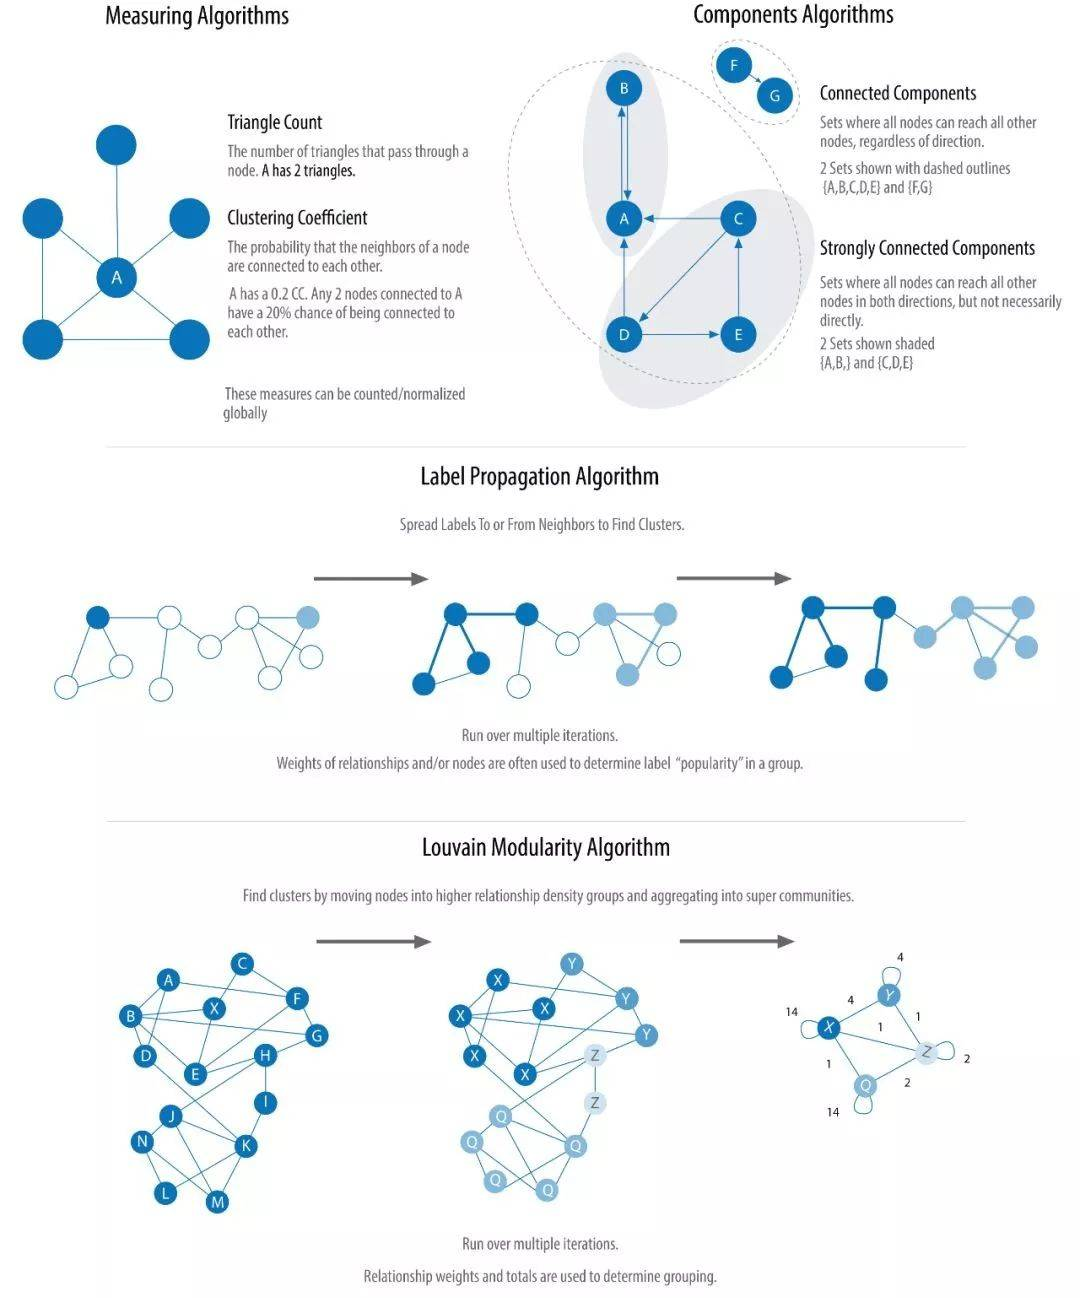 Measuring Algorithms
Triangle Count
The number of triangles that pass through a
node. A has 2 triangles.
Clustering Coefficient
The probability that the neighbors of a node
are connected to each other.
A has a 0.2 CC. Any 2 nodes connected to A
have a 20% chance of being connected to
each other.
These measures can be counted/normalized
globally
A
Components Algorithms
F
G
B
A
C
D
E
Connected Components
Sets where all nodes can reach all other
nodes, regardless of direction.
2 Sets shown with dashed outlines
{A,B,C,D,E} and {F,G}
Strongly Connected Components
Sets where all nodes can reach all other
nodes in both directions, but not necessarily
directly.
2 Sets shown shaded
{A,B,} and {C,D,E}
Label Propagation Algorithm
Spread Labels To or From Neighbors to Find Clusters.
Run over multiple iterations.
Weights of relationships and/or nodes are often used to determine label “popularity” in a group.
Louvain Modularity Algorithm
Find clusters by moving nodes into higher relationship density groups and aggregating into super communities.
C
A
F
X
B
G
D
H
E
I
J
N
K
L
M
Y
X
Y
X
X
Y
X
Z
X
Z
Q
Q
Q
Q
Q
4
Y
4
14
1
X
1
Z
2
1
Q
2
14
Run over multiple iterations.
Relationship weights and totals are used to determine grouping.